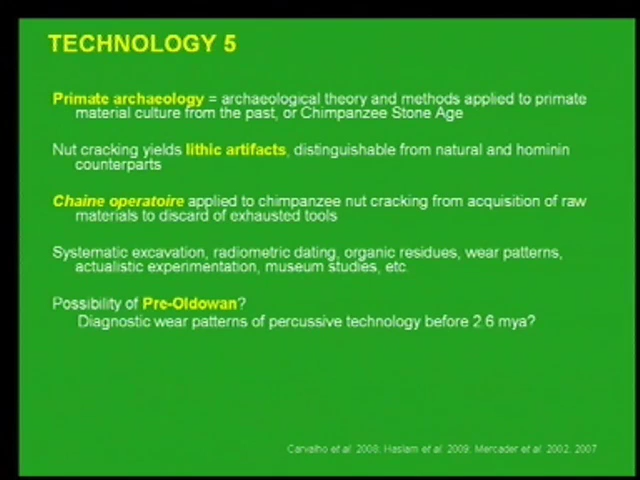 TECHNOLOGY 5
Primate archaeology = archaeological theory and methods applied to primate
material culture from the past, or Chimpanzee Stone Age
Nut cracking yields lithic artifacts, distinguishable from natural and hominin
counterparts
Chaine operatoire applied to chimpanzee nut cracking from acquisition of raw
materials to discard of exhausted tools
Systematic excavation, radiometric dating, organic residues, wear patterns,
actualistic experimentation, museum studies, etc.
Possibility of Pre-Oldowan?
Diagnostic wear patterns of percussive technology before 2.6 mya?
Carvalho et al. 2008; Haslam et al. 2009; Mercader et al. 2002, 2007